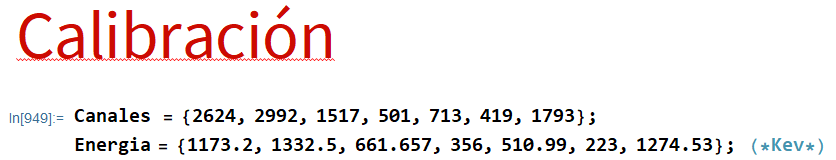 Calibración
In[949]:= Canales = {2624, 2992, 1517, 501, 713, 419, 1793};
Energia = {1173.2, 1332.5, 661.657, 356, 510.99, 223, 1274.53}; (*Kev*)